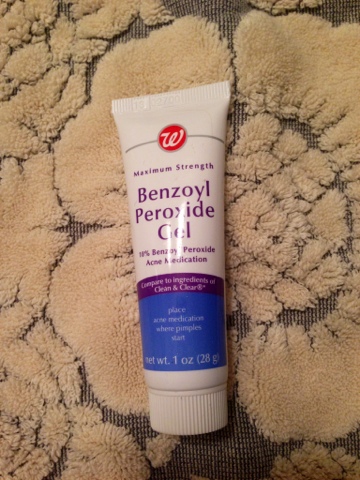 W
Maximum Strength
Benzoyl
Peroxide
Gel
10% Benzoyl Peroxide
Acne Medication
Compare to ingredients of
Clean & Clear®*
place
acne medication
where pimples
start
net wt. 1 oz (28 g)